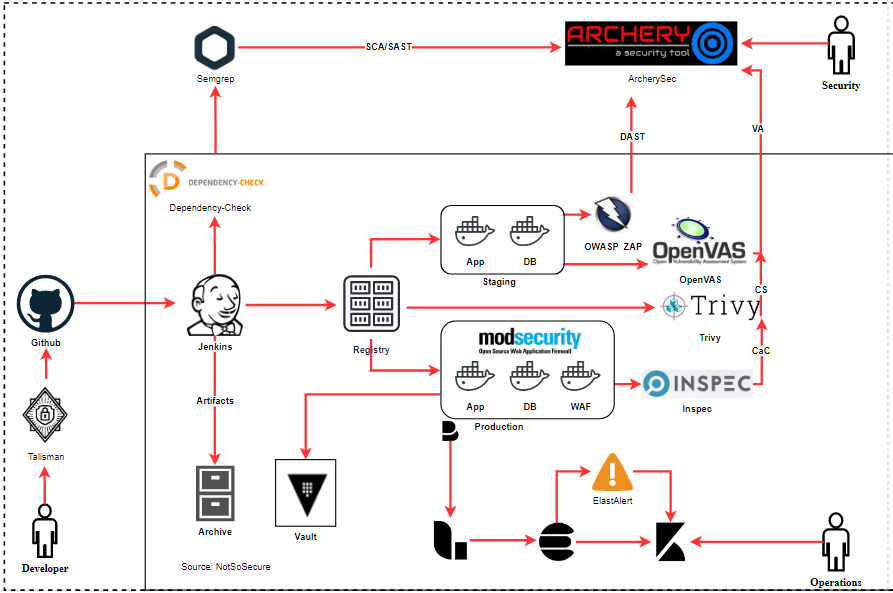 SCA/SAST
ARCHERY
a security tool
Semgrep
ArcherySec
Security
VA
DAST
DEPENDENCY-CHECK
Dependency-Check
App
DB
OWASP ZAP
OpenVAS
Open Vulnerability Assessment System
Staging
OpenVAS
CS
Trivy
Trivy
Github
Jenkins
Registry
modsecurity
Open Source Web Application Firewall
CaC
INSPEC
App
DB
WAF
Inspec
Artifacts
Production
Talisman
ElastAlert
Archive
Vault
Source: NotSoSecure
Developer
Operations